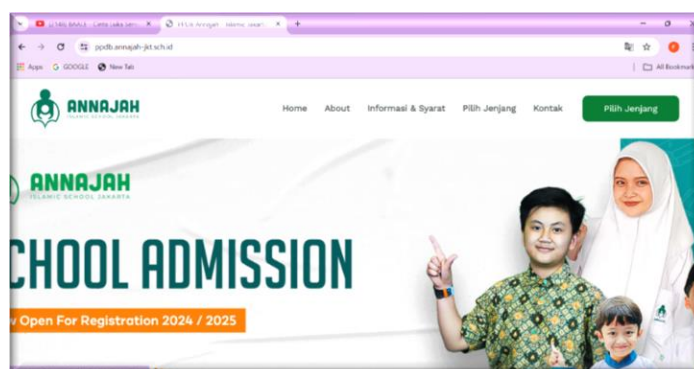 ppdb.annajah-jkt.sch.id
Apps GOOGLE New Tab
All Bookmark
ANNAJAH
ISLAMIC SCHOOL JAKARTA
Home About Informasi & Syarat Pilih Jenjang Kontak Pilih Jenjang
ANNAJAH
ISLAMIC SCHOOL JAKARTA
CHOOL ADMISSION
w Open For Registration 2024 / 2025